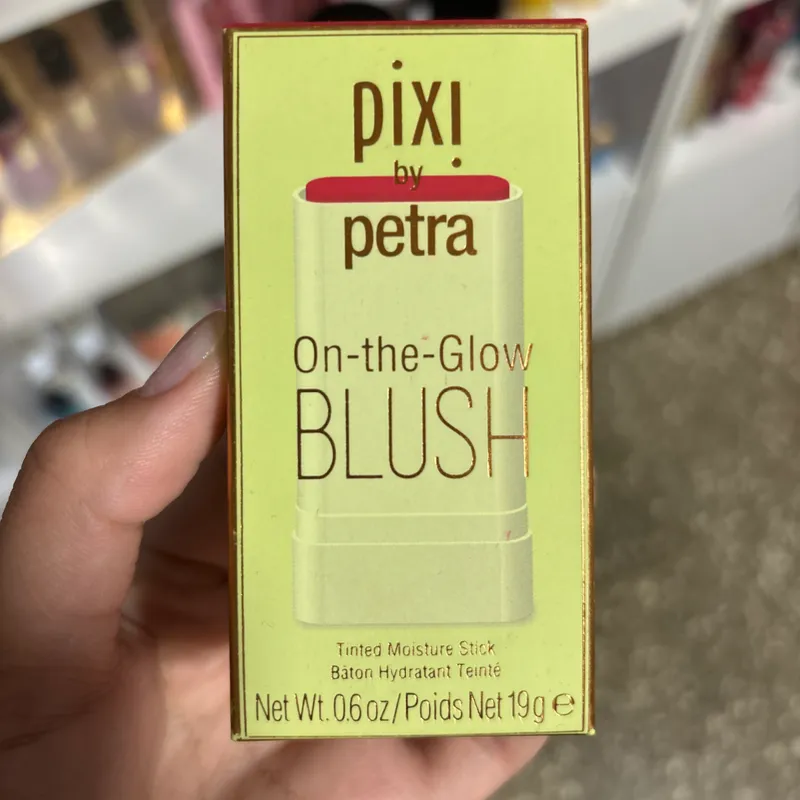 pixi
by
petra
On-the-Glow
BLUSH
Tinted Moisture Stick
Bâton Hydratant Teinté
Net Wt. 0.6 oz/Poids Net 19g ℮